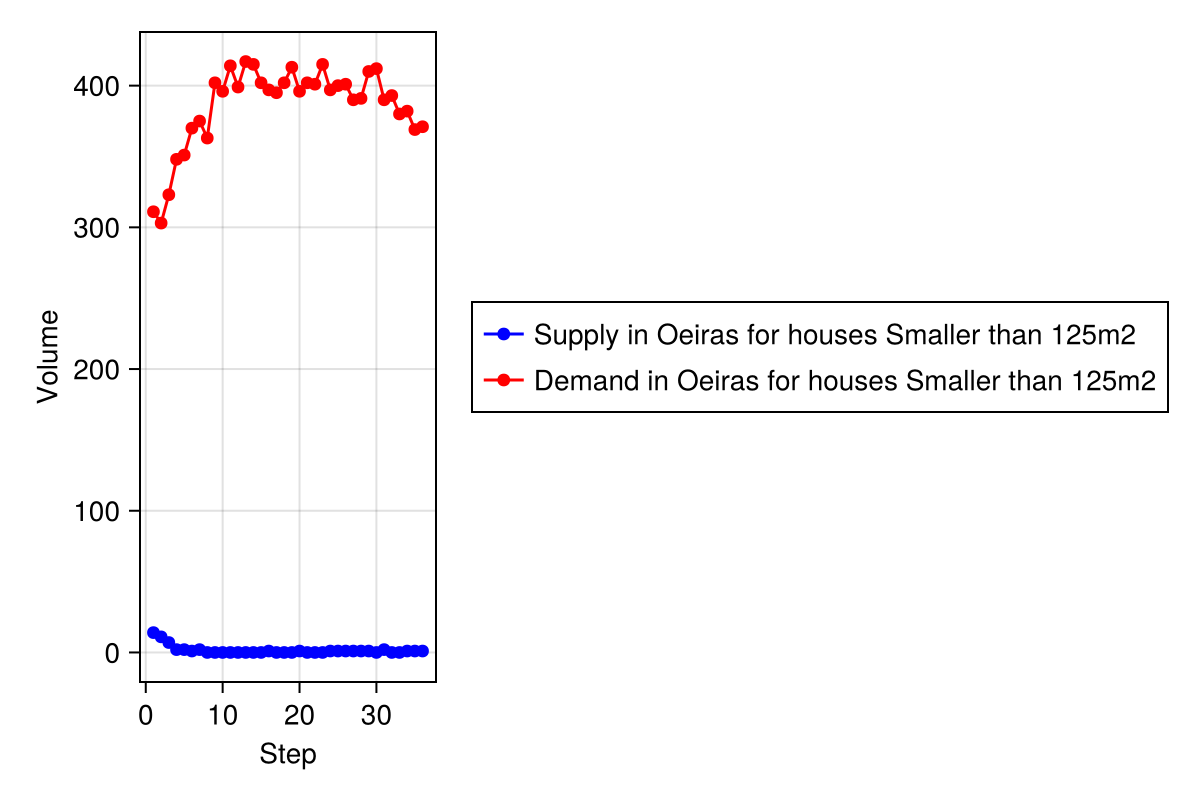 400
300
200
100
0
Volume
0 10 20 30
Step
Supply in Oeiras for houses Smaller than 125m2
Demand in Oeiras for houses Smaller than 125m2